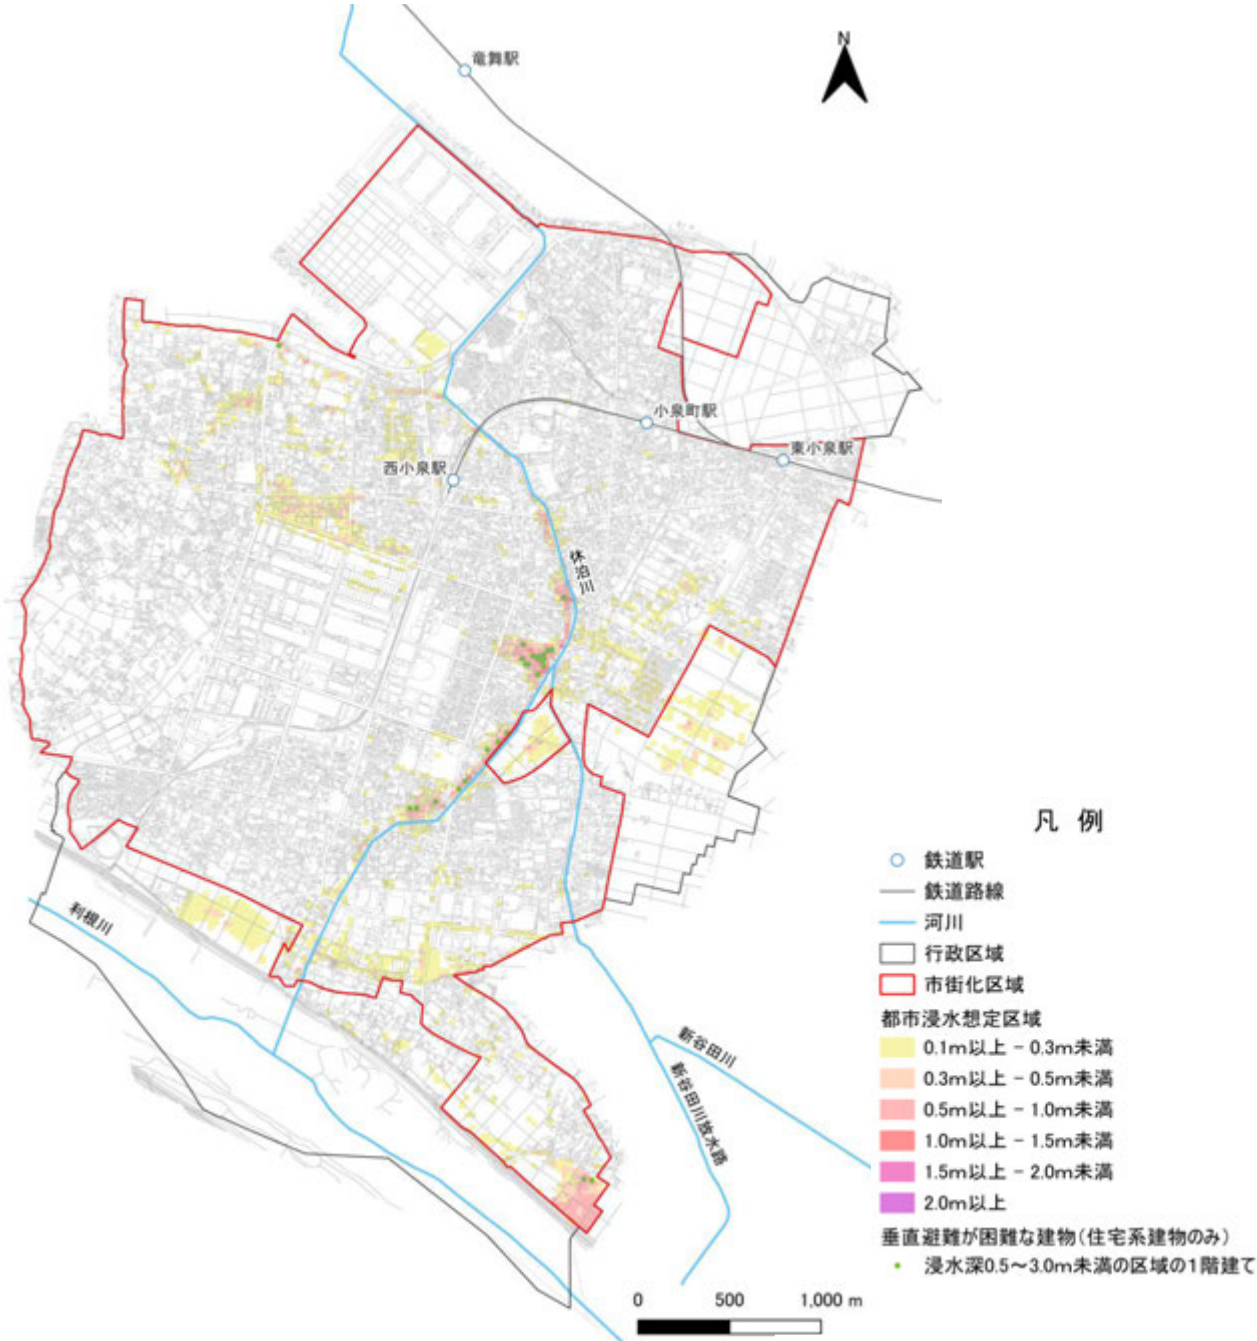 N
竜舞駅
小泉町駅
東小泉駅
西小泉駅
休泊川
利根川
新谷田川
新谷田川放水路
凡 例
鉄道駅
鉄道路線
河川
行政区域
市街化区域
都市浸水想定区域
0.1m以上 - 0.3m未満
0.3m以上 - 0.5m未満
0.5m以上 - 1.0m未満
1.0m以上 - 1.5m未満
1.5m以上 - 2.0m未満
2.0m以上
垂直避難が困難な建物(住宅系建物のみ)
浸水深0.5~3.0m未満の区域の1階建て
0 500 1,000 m